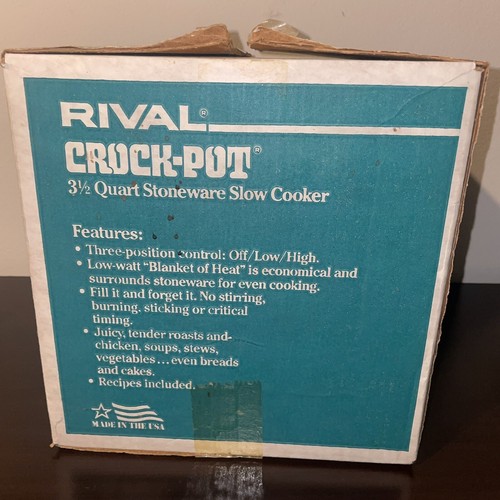 RIVAL®
CROCK-POT®
3½ Quart Stoneware Slow Cooker
Features:
• Three-position control: Off/Low/High.
• Low-watt "Blanket of Heat" is economical and
surrounds stoneware for even cooking.
• Fill it and forget it. No stirring,
burning, sticking or critical
timing.
• Juicy, tender roasts and
chicken, soups, stews,
vegetables...even breads
and cakes.
• Recipes included.
MADE IN THE USA